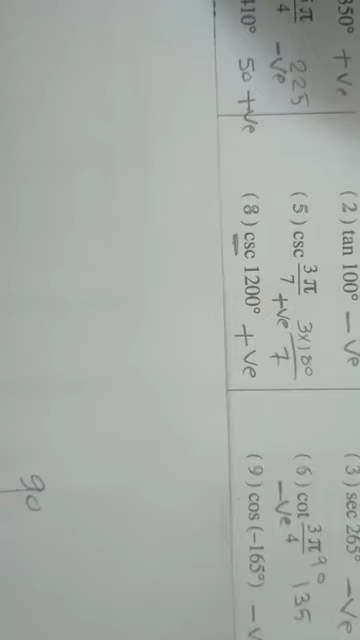 350° +ve
(2) tan 100° -ve
(3) sec 265° -ve
π/4 225 -ve
(5) csc 3π/7 3×180/7 +ve
(6) cot 3π/4 90 135 -ve
410° 50 +ve
(8) csc 1200° +ve
(9) cos (-165°) -v
90